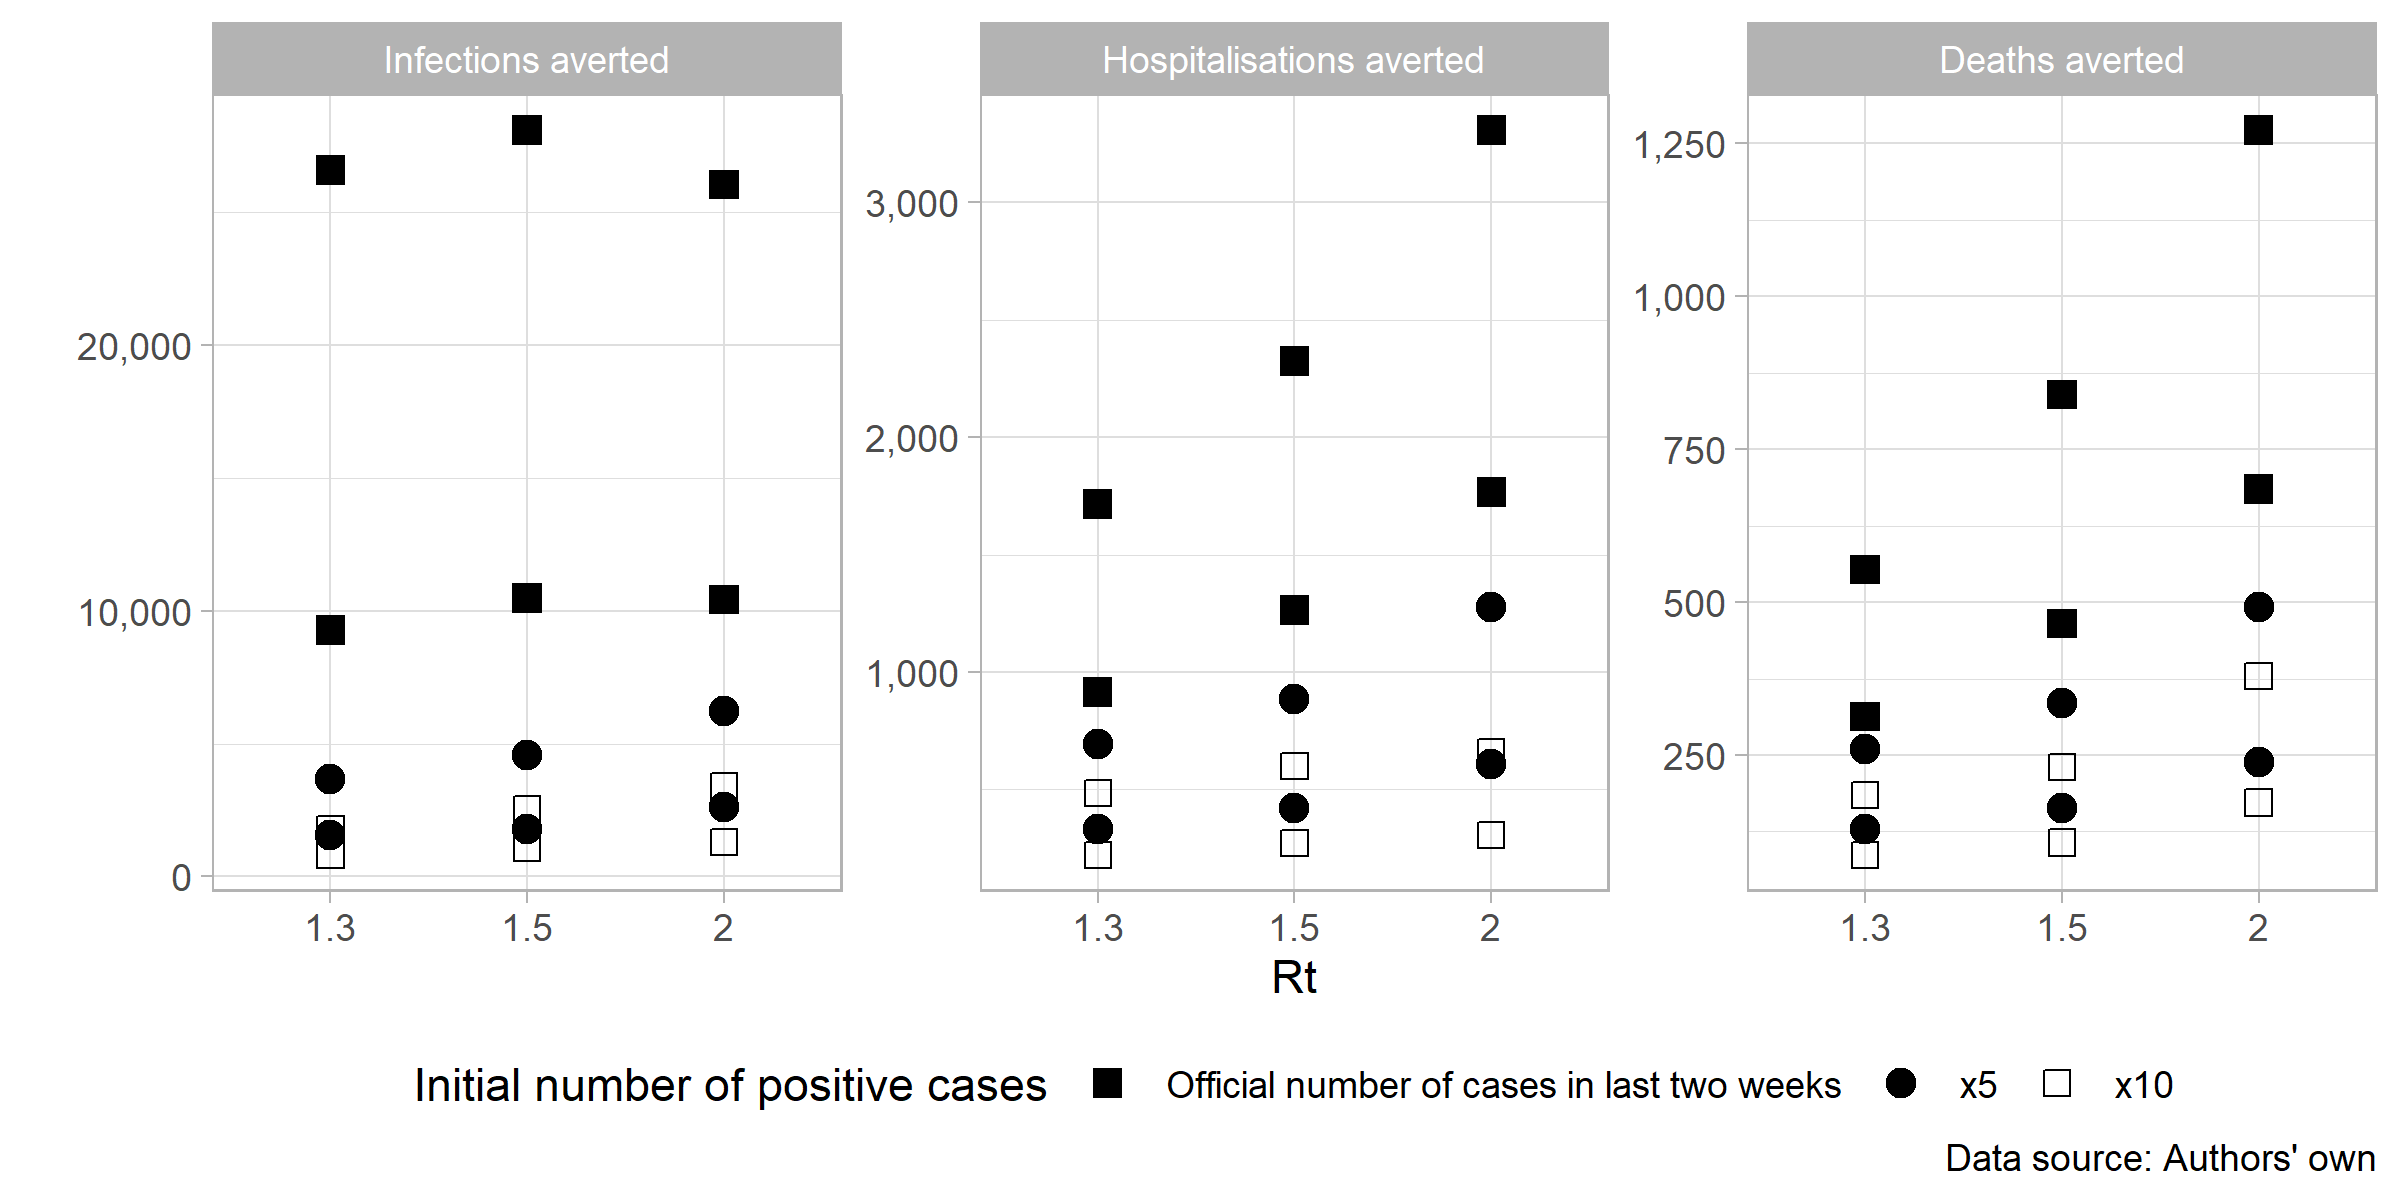 Infections averted
Hospitalisations averted
Deaths averted
20,000
10,000
0
3,000
2,000
1,000
1,250
1,000
750
500
250
1.3 1.5 2
1.3 1.5 2
1.3 1.5 2
Rt
Initial number of positive cases Official number of cases in last two weeks x5 x10
Data source: Authors' own